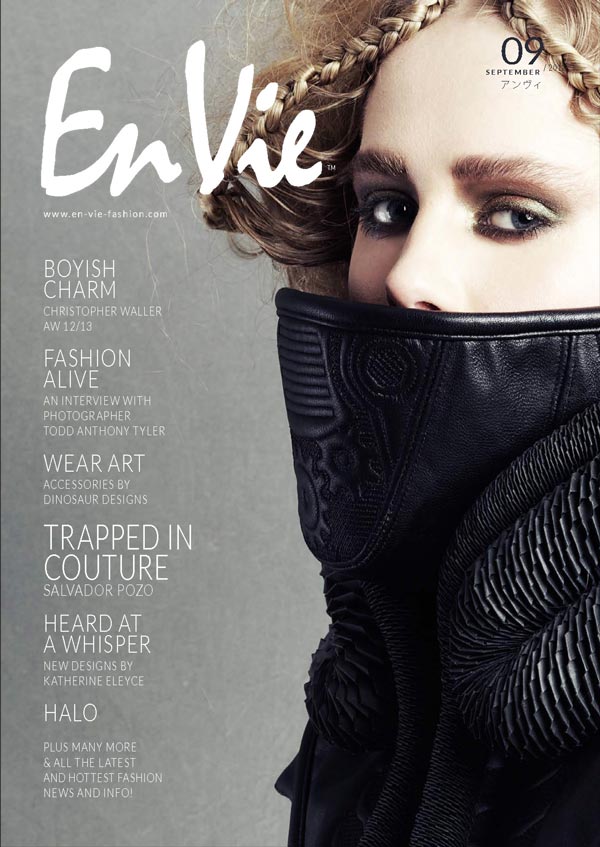 En Vie ™
www.en-vie-fashion.com
09
SEPTEMBER
アンヴィ
BOYISH
CHARM
CHRISTOPHER WALLER
AW 12/13
FASHION
ALIVE
AN INTERVIEW WITH
PHOTOGRAPHER
TODD ANTHONY TYLER
WEAR ART
ACCESSORIES BY
DINOSAUR DESIGNS
TRAPPED IN
COUTURE
SALVADOR POZO
HEARD AT
A WHISPER
NEW DESIGNS BY
KATHERINE ELEYCE
HALO
PLUS MANY MORE
& ALL THE LATEST
AND HOTTEST FASHION
NEWS AND INFO!